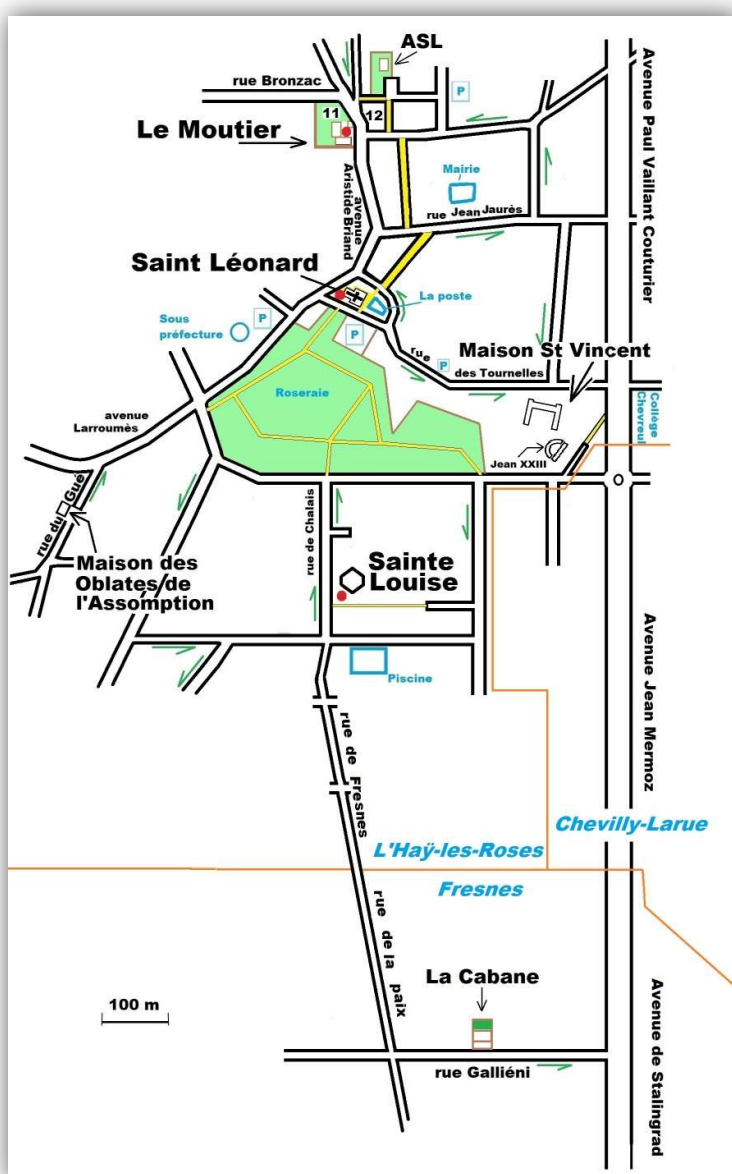 ASL
rue Bronzac
P
11
12
Le Moutier
Avenue Paul Vaillant Couturier
Mairie
avenue
Aristide Briand
rue Jean Jaurès
Saint Léonard
La poste
Sous
préfecture
P
P
rue
P
des Tournelles
Maison St Vincent
Roseraie
Collège
Chevreul
avenue
Larroumès
Jean XXIII
rue du Gué
rue de Chalais
Maison des
Oblates de
l'Assomption
Sainte
Louise
Piscine
Avenue Jean Mermoz
rue de Fresnes
Chevilly-Larue
L'Haÿ-les-Roses
Fresnes
rue de la paix
La Cabane
100 m
Avenue de Stalingrad
rue Galliéni